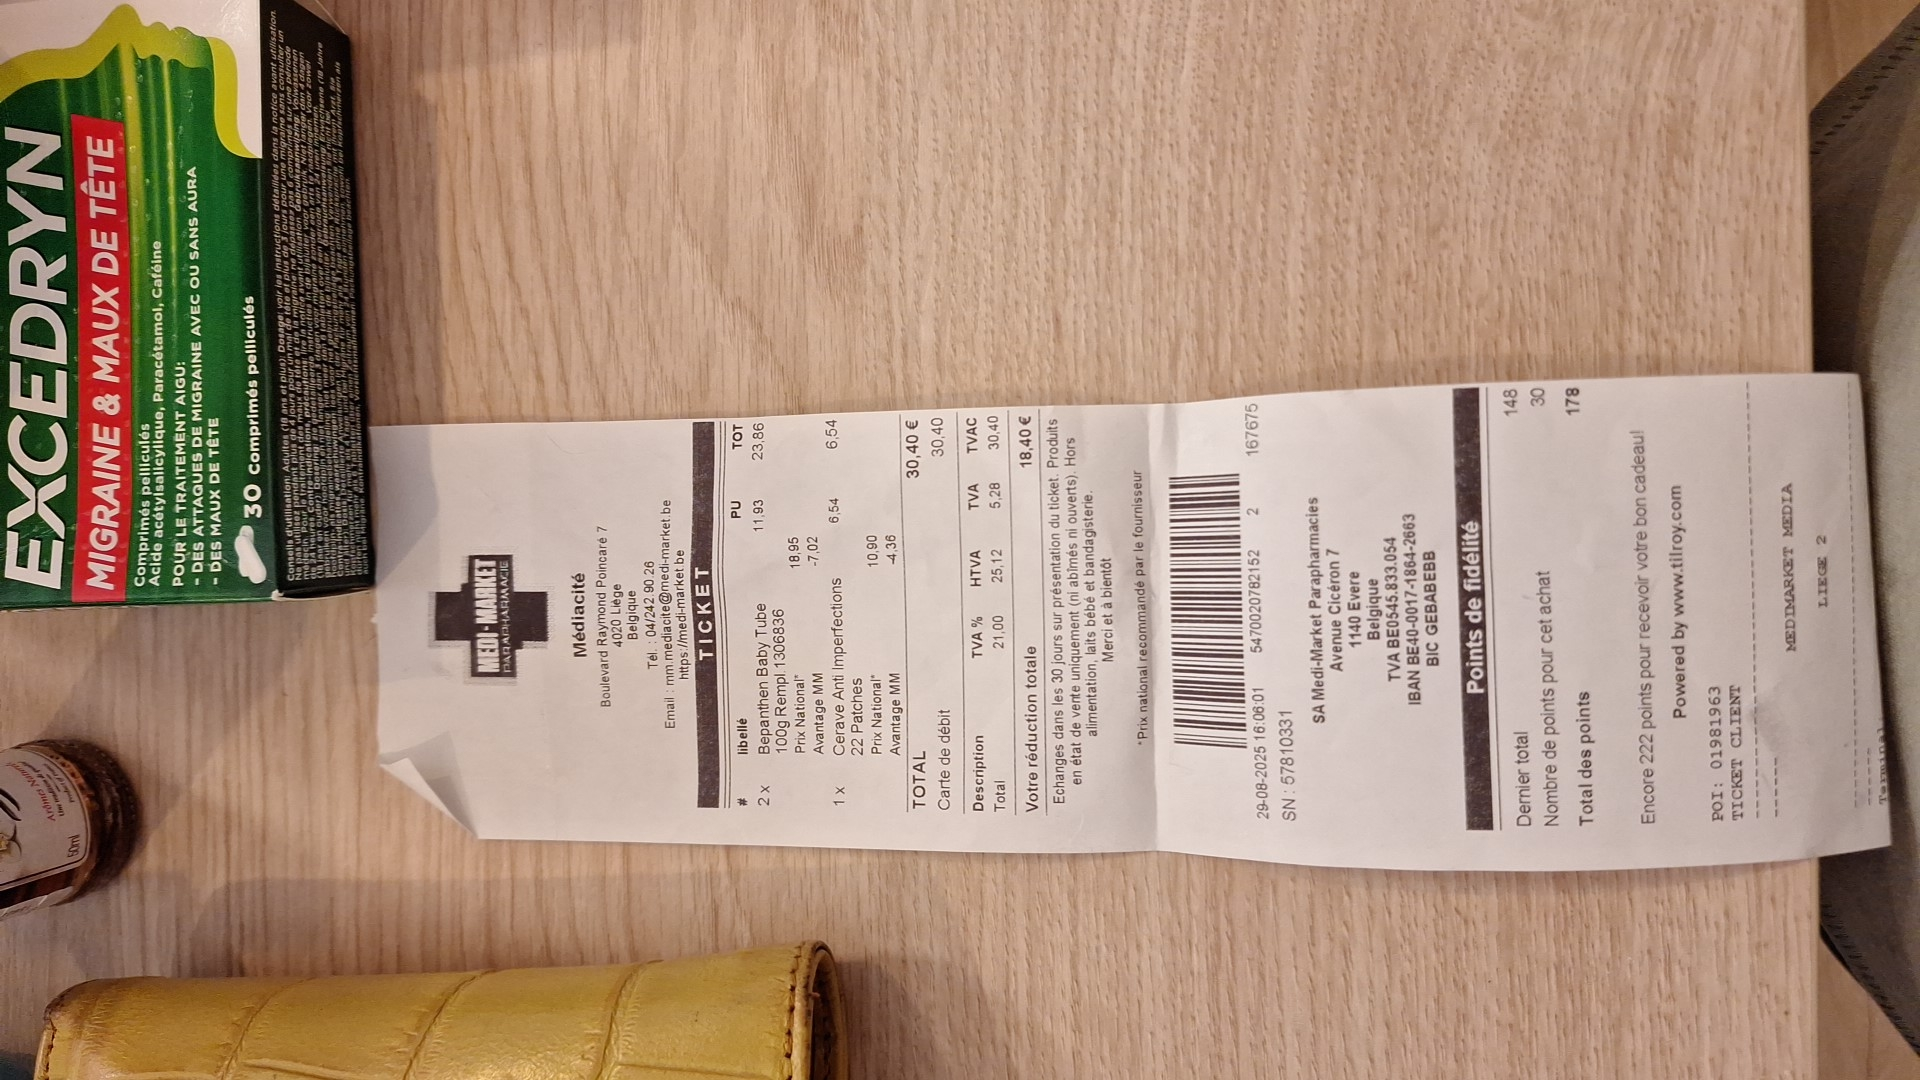 EXCEDRYN
MIGRAINE & MAUX DE TÊTE
Comprimés pelliculés
Acide acétylsalicylique, Paracétamol, Caféine
POUR LE TRAITEMENT AIGU:
- DES ATTAQUES DE MIGRAINE AVEC OU SANS AURA
- DES MAUX DE TÊTE
30 Comprimés pelliculés
50ml
MEDI-MARKET
PARAPHARMACIE
Médiacité
Boulevard Raymond Poincaré 7
4020 Liège
Belgique
Tél. : 04/242.90.26
Email : mm.mediacite@medi-market.be
https://medi-market.be
TICKET
# libellé PU TOT
2 x Bepanthen Baby Tube 11,93 23,86
100g Rempl. 1306836
Prix National* 18,95
Avantage MM -7,02
1 x Cerave Anti Imperfections 6,54 6,54
22 Patches
Prix National* 10,90
Avantage MM -4,36
TOTAL 30,40 €
Carte de débit 30,40
Description TVA % HTVA TVA TVAC
Total 21,00 25,12 5,28 30,40
Votre réduction totale 18,40 €
Echanges dans les 30 jours sur présentation du ticket. Produits
en état de vente uniquement (ni abîmés ni ouverts). Hors
alimentation, laits bébé et bandagisterie.
Merci et à bientôt
*Prix national recommandé par le fournisseur
29-08-2025 16:06:01 5470020782152 2 167675
SN : 57810331
SA Medi-Market Parapharmacies
Avenue Cicéron 7
1140 Evere
Belgique
TVA BE0545.833.054
IBAN BE40-0017-1864-2663
BIC GEBABEBB
Points de fidélité
Dernier total 148
Nombre de points pour cet achat 30
Total des points 178
Encore 222 points pour recevoir votre bon cadeau!
Powered by www.tilroy.com
POI: 01981963
TICKET CLIENT
MEDIMARKET MEDIA
LIEGE 2
Terminal